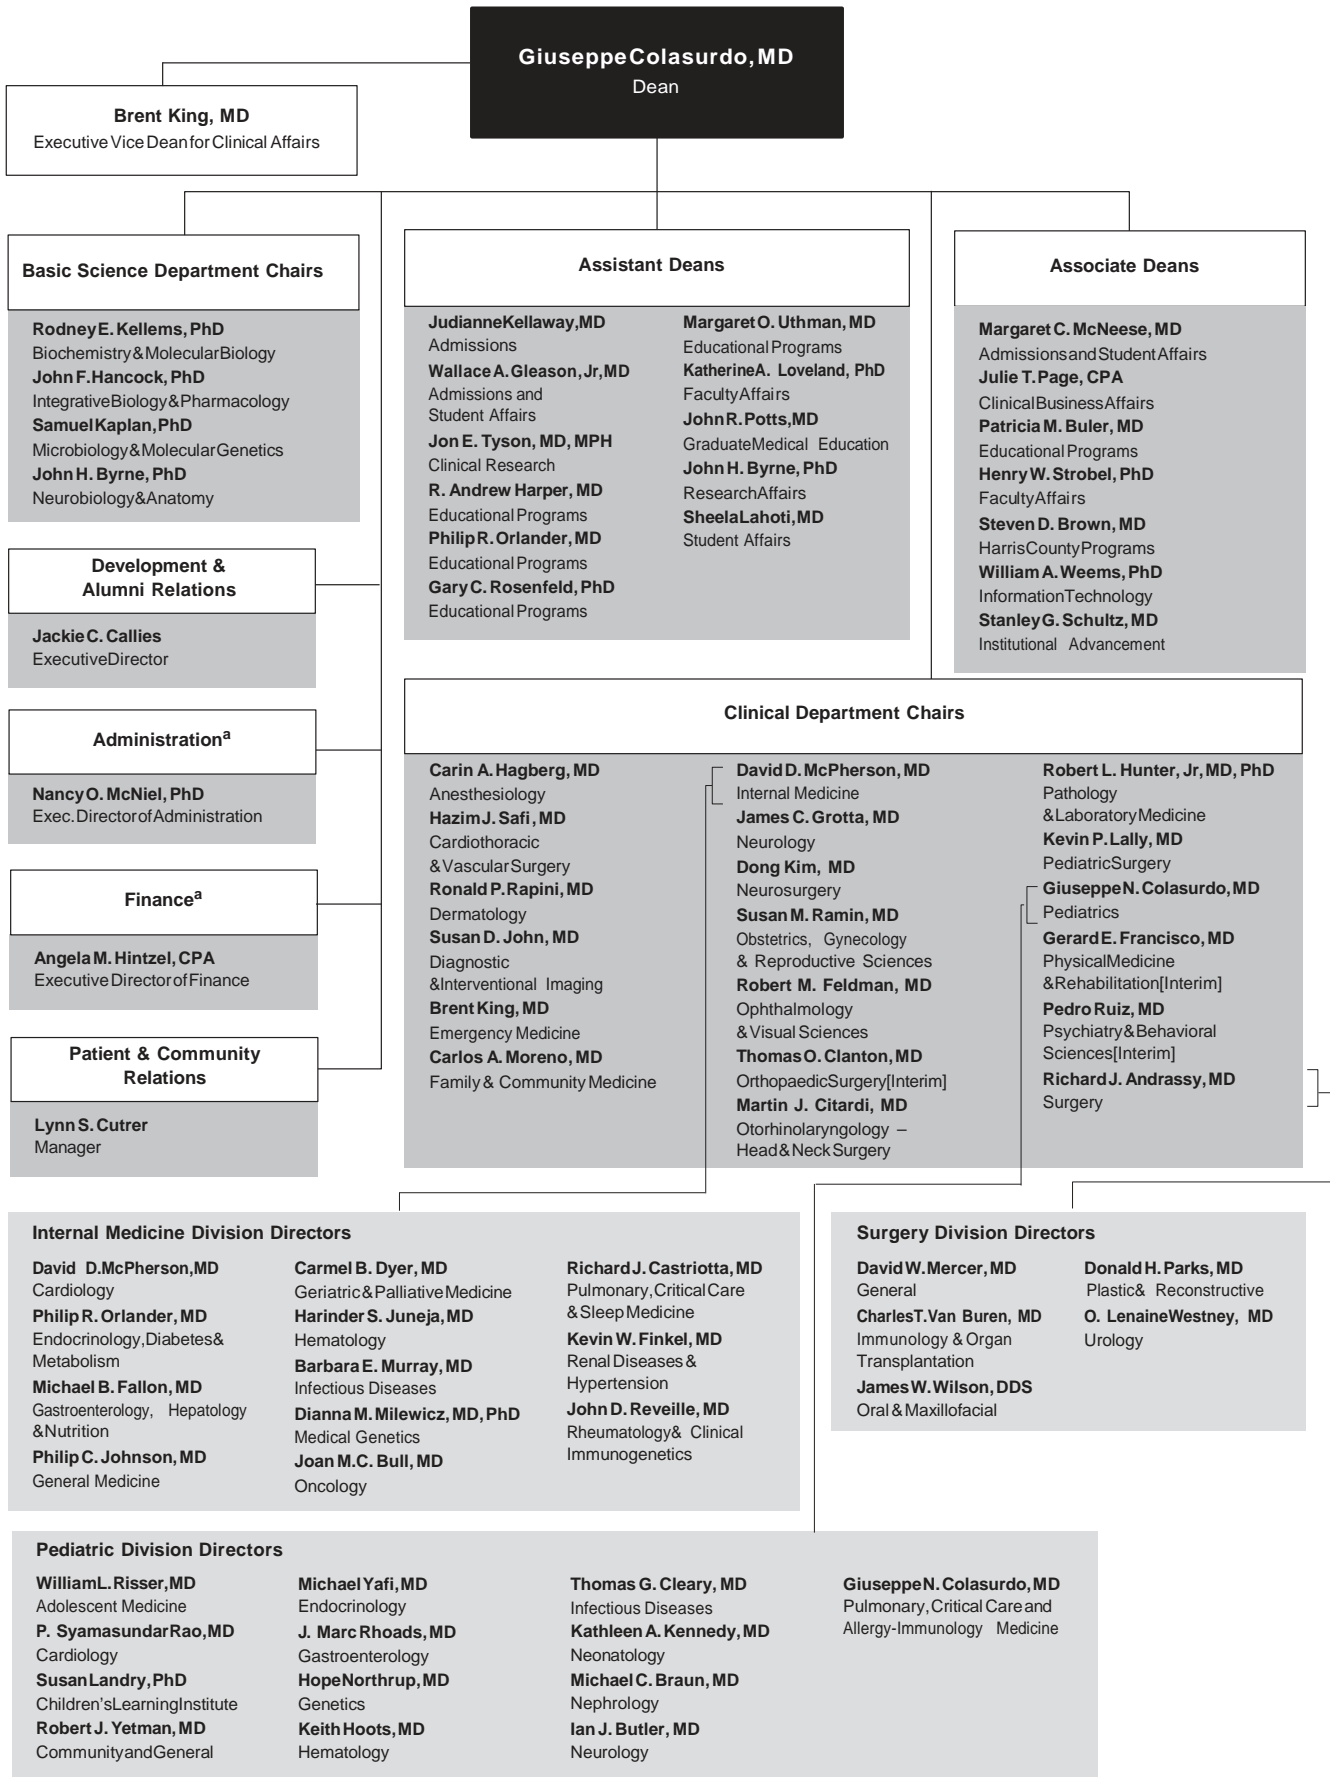 Giuseppe Colasurdo, MD
Dean
Brent King, MD
Executive Vice Dean for Clinical Affairs
Basic Science Department Chairs
Rodney E. Kellems, PhD
Biochemistry & Molecular Biology
John F. Hancock, PhD
Integrative Biology & Pharmacology
Samuel Kaplan, PhD
Microbiology & Molecular Genetics
John H. Byrne, PhD
Neurobiology & Anatomy
Assistant Deans
Judianne Kellaway, MD
Admissions
Wallace A. Gleason, Jr, MD
Admissions and
Student Affairs
Jon E. Tyson, MD, MPH
Clinical Research
R. Andrew Harper, MD
Educational Programs
Philip R. Orlander, MD
Educational Programs
Gary C. Rosenfeld, PhD
Educational Programs
Margaret O. Uthman, MD
Educational Programs
Katherine A. Loveland, PhD
Faculty Affairs
John R. Potts, MD
Graduate Medical Education
John H. Byrne, PhD
Research Affairs
Sheela Lahoti, MD
Student Affairs
Associate Deans
Margaret C. McNeese, MD
Admissions and Student Affairs
Julie T. Page, CPA
Clinical Business Affairs
Patricia M. Buler, MD
Educational Programs
Henry W. Strobel, PhD
Faculty Affairs
Steven D. Brown, MD
Harris County Programs
William A. Weems, PhD
Information Technology
Stanley G. Schultz, MD
Institutional Advancement
Development &
Alumni Relations
Jackie C. Callies
Executive Director
Administration^a
Nancy O. McNiel, PhD
Exec. Director of Administration
Finance^a
Angela M. Hintzel, CPA
Executive Director of Finance
Patient & Community
Relations
Lynn S. Cutrer
Manager
Clinical Department Chairs
Carin A. Hagberg, MD
Anesthesiology
Hazim J. Safi, MD
Cardiothoracic
& Vascular Surgery
Ronald P. Rapini, MD
Dermatology
Susan D. John, MD
Diagnostic
& Interventional Imaging
Brent King, MD
Emergency Medicine
Carlos A. Moreno, MD
Family & Community Medicine
David D. McPherson, MD
Internal Medicine
James C. Grotta, MD
Neurology
Dong Kim, MD
Neurosurgery
Susan M. Ramin, MD
Obstetrics, Gynecology
& Reproductive Sciences
Robert M. Feldman, MD
Ophthalmology
& Visual Sciences
Thomas O. Clanton, MD
Orthopaedic Surgery [Interim]
Martin J. Citardi, MD
Otorhinolaryngology –
Head & Neck Surgery
Robert L. Hunter, Jr, MD, PhD
Pathology
& Laboratory Medicine
Kevin P. Lally, MD
Pediatric Surgery
Giuseppe N. Colasurdo, MD
Pediatrics
Gerard E. Francisco, MD
Physical Medicine
& Rehabilitation [Interim]
Pedro Ruiz, MD
Psychiatry & Behavioral
Sciences [Interim]
Richard J. Andrassy, MD
Surgery
Internal Medicine Division Directors
David D. McPherson, MD
Cardiology
Philip R. Orlander, MD
Endocrinology, Diabetes &
Metabolism
Michael B. Fallon, MD
Gastroenterology, Hepatology
& Nutrition
Philip C. Johnson, MD
General Medicine
Carmel B. Dyer, MD
Geriatric & Palliative Medicine
Harinder S. Juneja, MD
Hematology
Barbara E. Murray, MD
Infectious Diseases
Dianna M. Milewicz, MD, PhD
Medical Genetics
Joan M.C. Bull, MD
Oncology
Richard J. Castriotta, MD
Pulmonary, Critical Care
& Sleep Medicine
Kevin W. Finkel, MD
Renal Diseases &
Hypertension
John D. Reveille, MD
Rheumatology & Clinical
Immunogenetics
Surgery Division Directors
David W. Mercer, MD
General
Charles T. Van Buren, MD
Immunology & Organ
Transplantation
James W. Wilson, DDS
Oral & Maxillofacial
Donald H. Parks, MD
Plastic & Reconstructive
O. Lenaine Westney, MD
Urology
Pediatric Division Directors
William L. Risser, MD
Adolescent Medicine
P. Syamasundar Rao, MD
Cardiology
Susan Landry, PhD
Children's Learning Institute
Robert J. Yetman, MD
Community and General
Michael Yafi, MD
Endocrinology
J. Marc Rhoads, MD
Gastroenterology
Hope Northrup, MD
Genetics
Keith Hoots, MD
Hematology
Thomas G. Cleary, MD
Infectious Diseases
Kathleen A. Kennedy, MD
Neonatology
Michael C. Braun, MD
Nephrology
Ian J. Butler, MD
Neurology
Giuseppe N. Colasurdo, MD
Pulmonary, Critical Care and
Allergy-Immunology Medicine